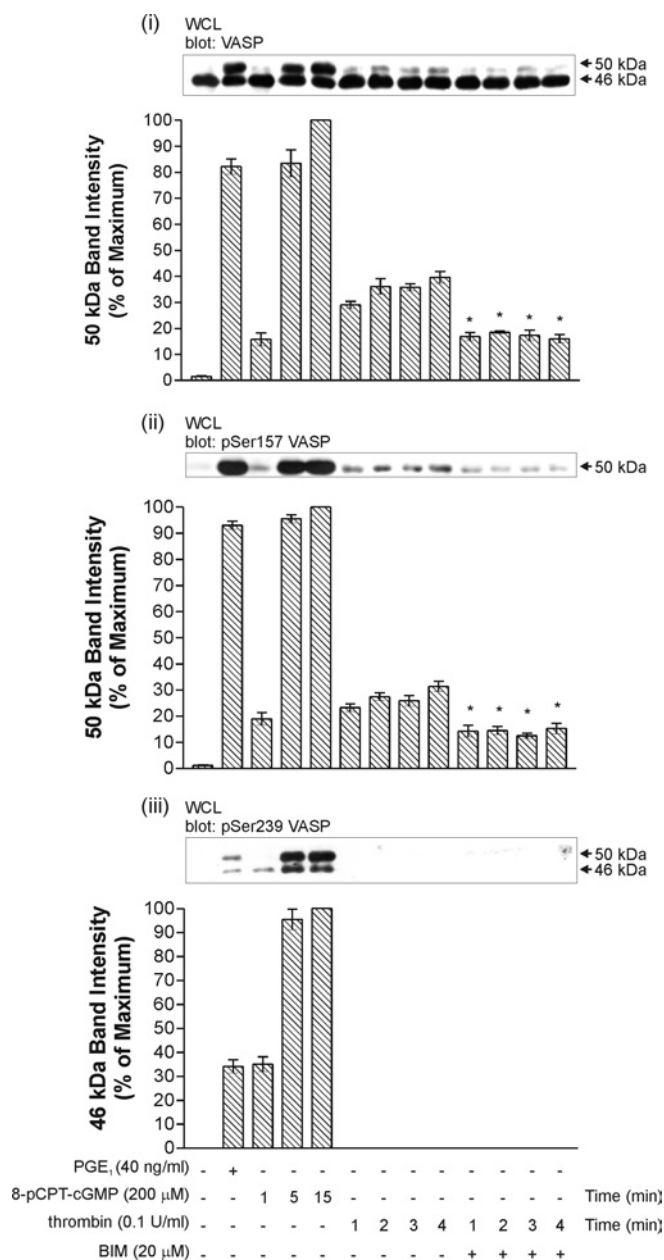 (i) WCL
blot: VASP
50 kDa
46 kDa
100
90
80
70
60
50
40
30
20
10
0
50 kDa Band Intensity
(% of Maximum)
* * * *
(ii) WCL
blot: pSer157 VASP
50 kDa
100
90
80
70
60
50
40
30
20
10
0
50 kDa Band Intensity
(% of Maximum)
* * * *
(iii) WCL
blot: pSer239 VASP
50 kDa
46 kDa
100
90
80
70
60
50
40
30
20
10
0
46 kDa Band Intensity
(% of Maximum)
PGE₁ (40 ng/ml) - + - - - - - - - - - - -
8-pCPT-cGMP (200 µM) - - 1 5 15 - - - - - - - - Time (min)
thrombin (0.1 U/ml) - - - - - 1 2 3 4 1 2 3 4 Time (min)
BIM (20 µM) - - - - - - - - - + + + +